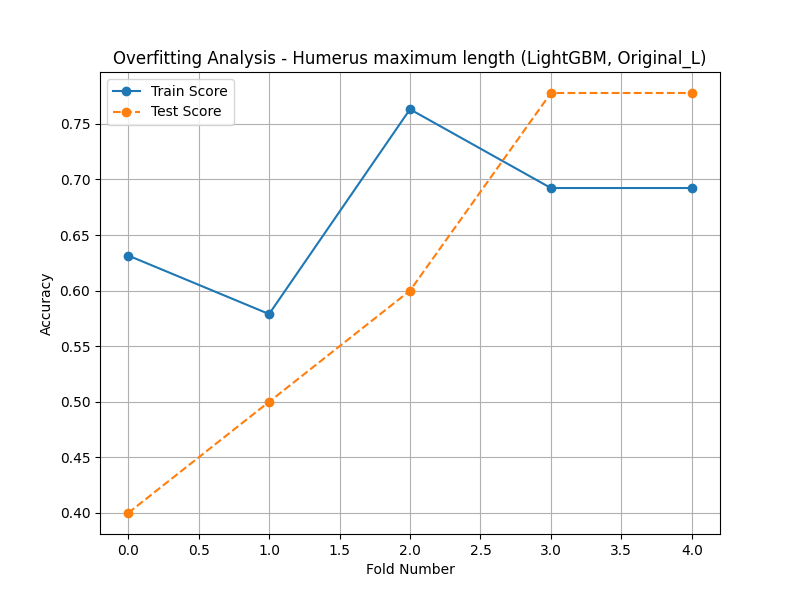 Overfitting Analysis - Humerus maximum length (LightGBM, Original_L)
Train Score
Test Score
Accuracy
0.75
0.70
0.65
0.60
0.55
0.50
0.45
0.40
0.0 0.5 1.0 1.5 2.0 2.5 3.0 3.5 4.0
Fold Number